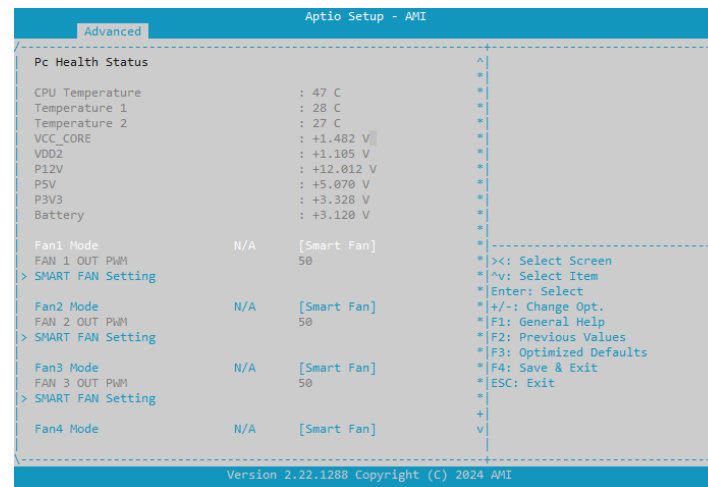 Aptio Setup - AMI
Advanced
Pc Health Status
CPU Temperature : 47 C
Temperature 1 : 28 C
Temperature 2 : 27 C
VCC_CORE : +1.482 V
VDD2 : +1.105 V
P12V : +12.012 V
P5V : +5.070 V
P3V3 : +3.328 V
Battery : +3.120 V
Fan1 Mode N/A [Smart Fan]
FAN 1 OUT PWM 50
> SMART FAN Setting
Fan2 Mode N/A [Smart Fan]
FAN 2 OUT PWM 50
> SMART FAN Setting
Fan3 Mode N/A [Smart Fan]
FAN 3 OUT PWM 50
> SMART FAN Setting
Fan4 Mode N/A [Smart Fan]
><: Select Screen
^v: Select Item
Enter: Select
+/-: Change Opt.
F1: General Help
F2: Previous Values
F3: Optimized Defaults
F4: Save & Exit
ESC: Exit
Version 2.22.1288 Copyright (C) 2024 AMI